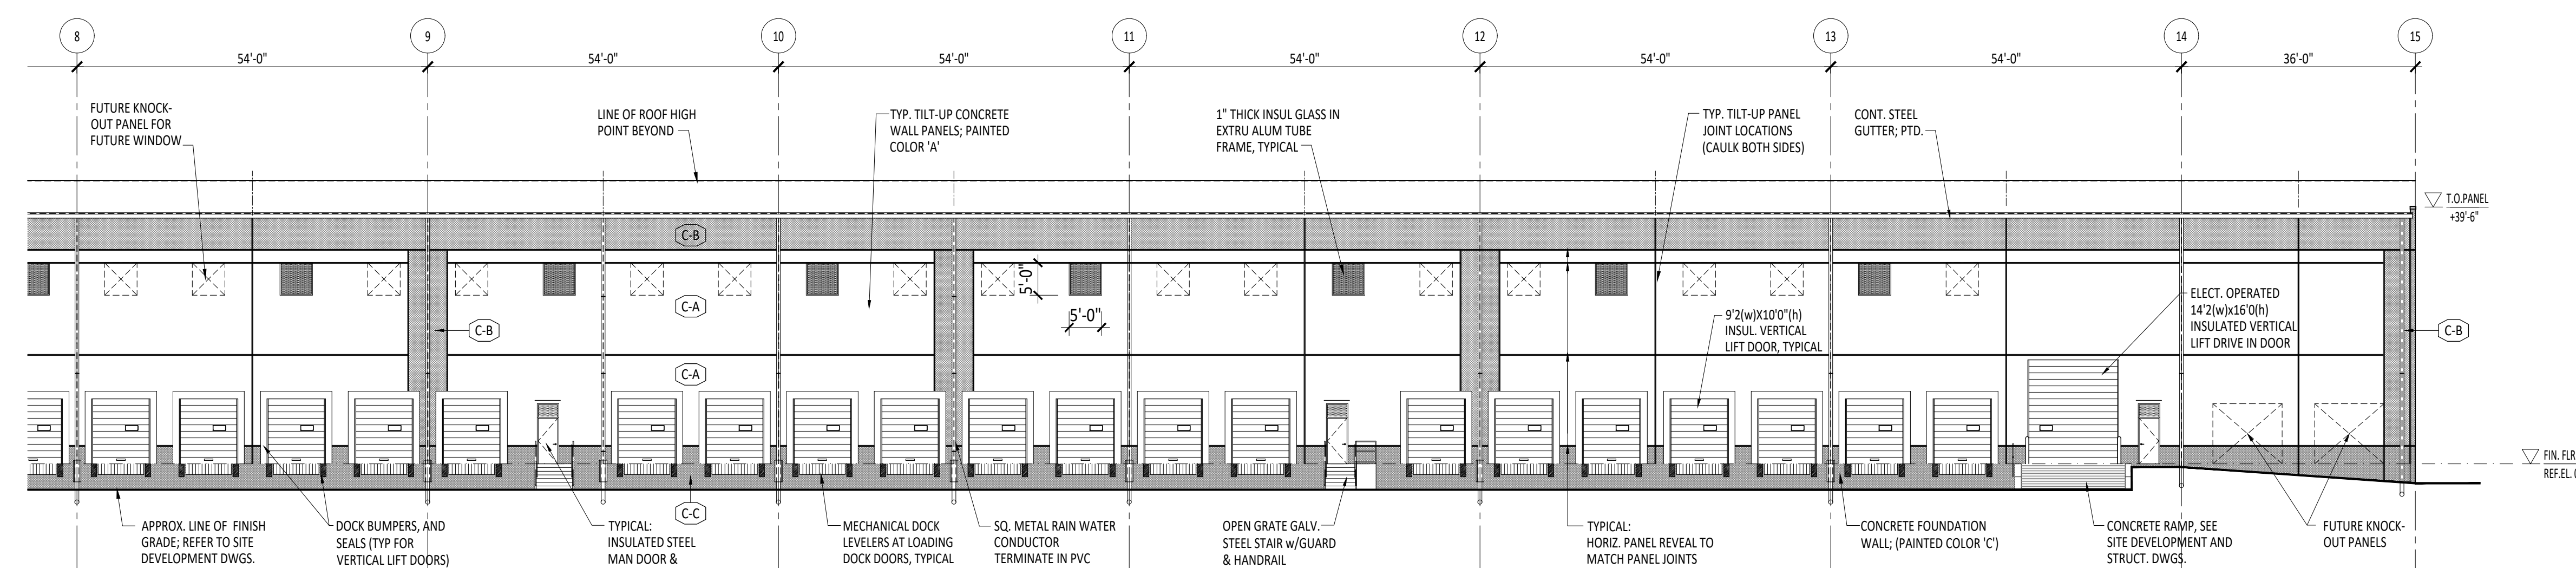 8
9
10
11
12
13
14
15
54'-0"
54'-0"
54'-0"
54'-0"
54'-0"
54'-0"
36'-0"
FUTURE KNOCK-
OUT PANEL FOR
FUTURE WINDOW
LINE OF ROOF HIGH
POINT BEYOND
TYP. TILT-UP CONCRETE
WALL PANELS; PAINTED
COLOR 'A'
1" THICK INSUL GLASS IN
EXTRU ALUM TUBE
FRAME, TYPICAL
TYP. TILT-UP PANEL
JOINT LOCATIONS
(CAULK BOTH SIDES)
CONT. STEEL
GUTTER; PTD.
T.O.PANEL
+39'-6"
C-B
C-A
C-B
C-A
C-C
5'-0"
5'-0"
9'2(w)X10'0"(h)
INSUL. VERTICAL
LIFT DOOR, TYPICAL
ELECT. OPERATED
14'2(w)x16'0(h)
INSULATED VERTICAL
LIFT DRIVE IN DOOR
C-B
FIN. FLR
REF.EL.
APPROX. LINE OF FINISH
GRADE; REFER TO SITE
DEVELOPMENT DWGS.
DOCK BUMPERS, AND
SEALS (TYP FOR
VERTICAL LIFT DOORS)
TYPICAL:
INSULATED STEEL
MAN DOOR &
MECHANICAL DOCK
LEVELERS AT LOADING
DOCK DOORS, TYPICAL
SQ. METAL RAIN WATER
CONDUCTOR
TERMINATE IN PVC
OPEN GRATE GALV.
STEEL STAIR w/GUARD
& HANDRAIL
TYPICAL:
HORIZ. PANEL REVEAL TO
MATCH PANEL JOINTS
CONCRETE FOUNDATION
WALL; (PAINTED COLOR 'C')
CONCRETE RAMP, SEE
SITE DEVELOPMENT AND
STRUCT. DWGS.
FUTURE KNOCK-
OUT PANELS